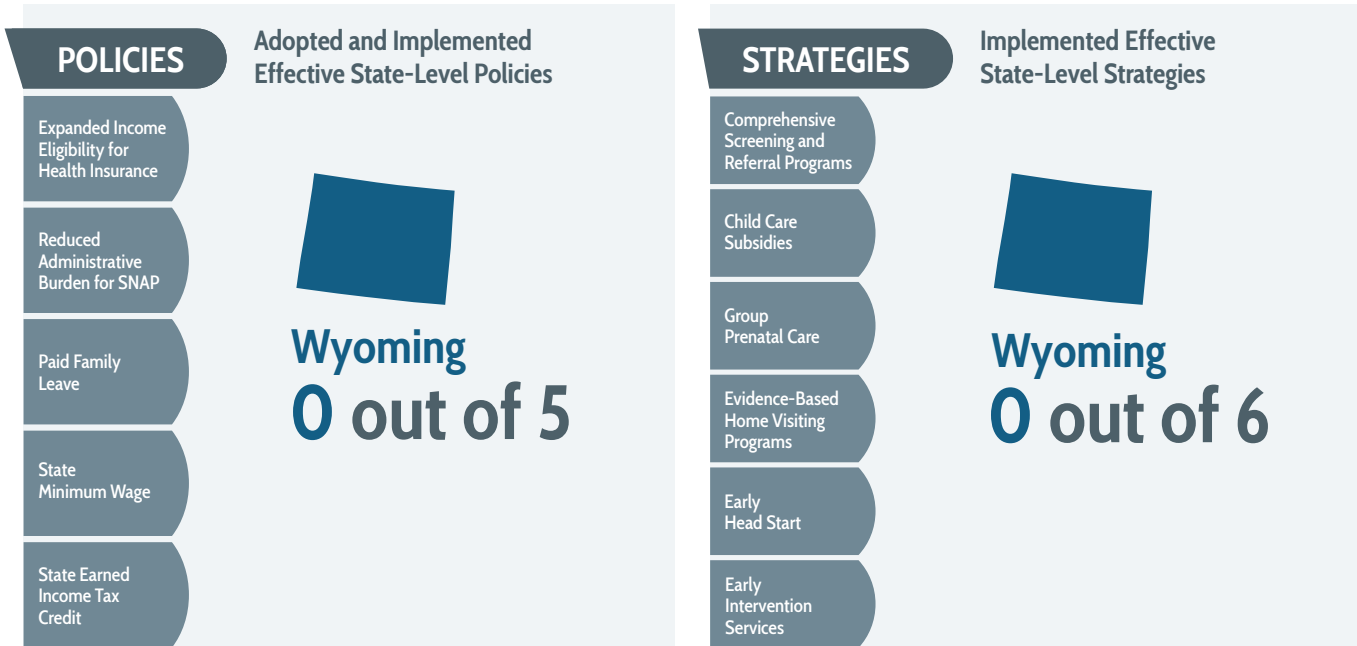 POLICIES
Adopted and Implemented
Effective State-Level Policies
Expanded Income
Eligibility for
Health Insurance
Reduced
Administrative
Burden for SNAP
Paid Family
Leave
State
Minimum Wage
State Earned
Income Tax
Credit
Wyoming
0 out of 5
STRATEGIES
Implemented Effective
State-Level Strategies
Comprehensive
Screening and
Referral Programs
Child Care
Subsidies
Group
Prenatal Care
Evidence-Based
Home Visiting
Programs
Early
Head Start
Early
Intervention
Services
Wyoming
0 out of 6